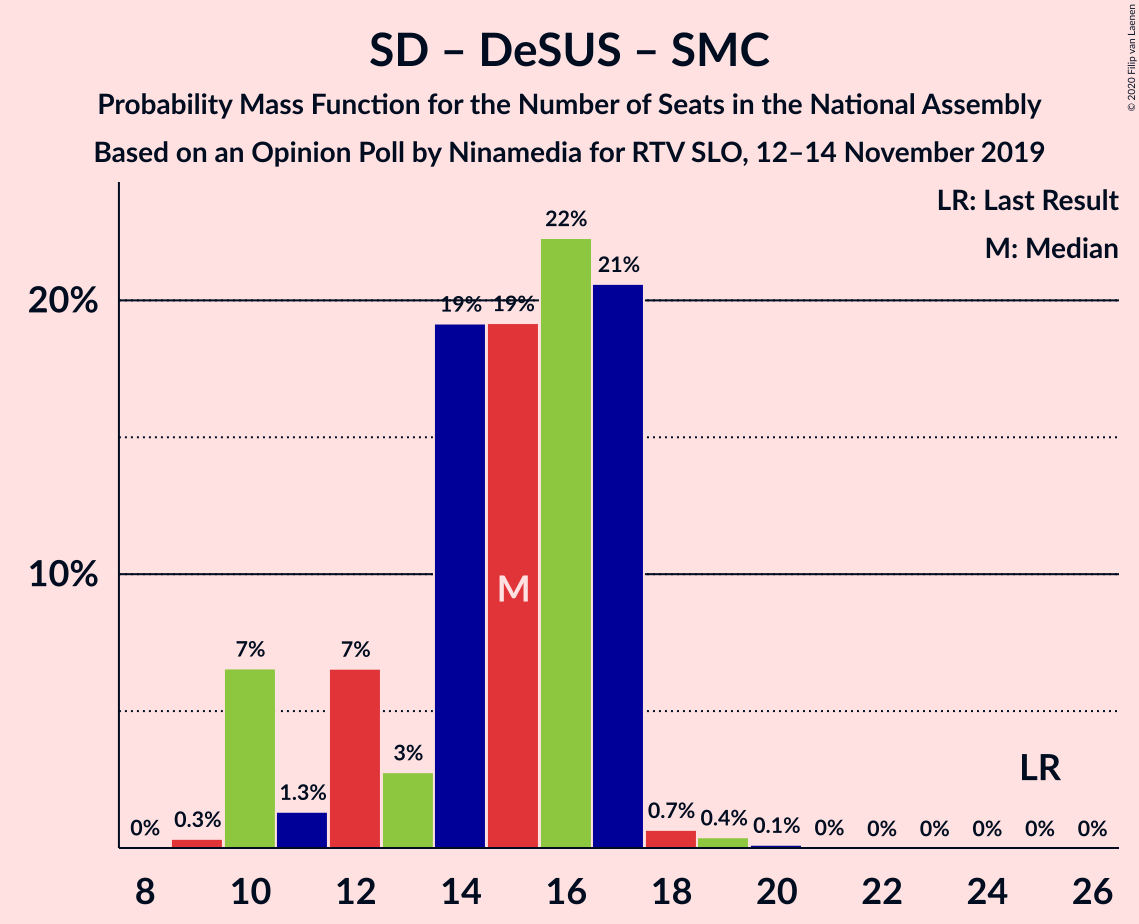 © 2020 Filip van Laenen
SD – DeSUS – SMC
Probability Mass Function for the Number of Seats in the National Assembly
Based on an Opinion Poll by Ninamedia for RTV SLO, 12–14 November 2019
LR: Last Result
M: Median
20%
10%
0% 0.3% 7% 1.3% 7% 3% 19% 19% 22% 21% 0.7% 0.4% 0.1% 0% 0% 0% 0% 0% 0%
M
LR
8 10 12 14 16 18 20 22 24 26